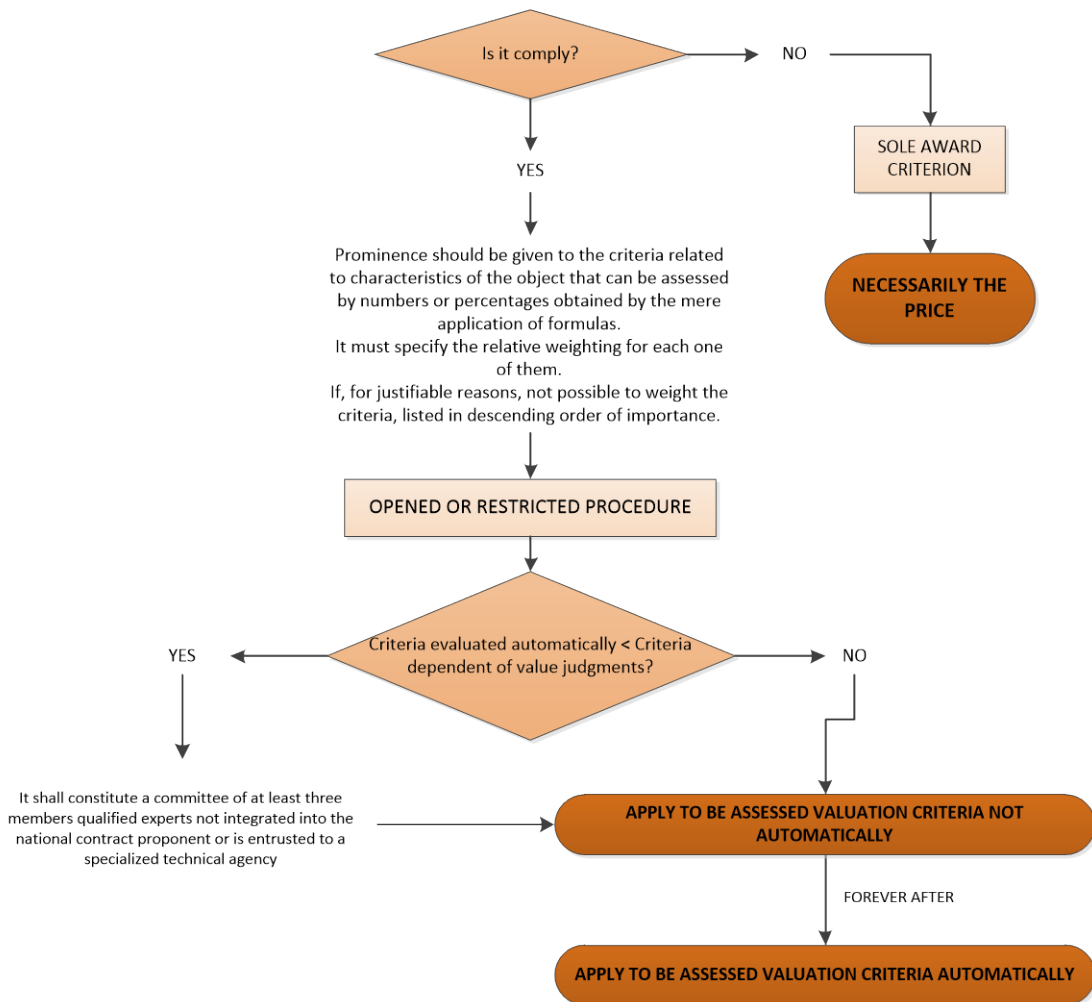 Is it comply?
NO
SOLE AWARD
CRITERION
NECESSARILY THE
PRICE
YES
Prominence should be given to the criteria related
to characteristics of the object that can be assessed
by numbers or percentages obtained by the mere
application of formulas.
It must specify the relative weighting for each one
of them.
If, for justifiable reasons, not possible to weight the
criteria, listed in descending order of importance.
OPENED OR RESTRICTED PROCEDURE
Criteria evaluated automatically < Criteria
dependent of value judgments?
YES
NO
It shall constitute a committee of at least three
members qualified experts not integrated into the
national contract proponent or is entrusted to a
specialized technical agency
APPLY TO BE ASSESSED VALUATION CRITERIA NOT
AUTOMATICALLY
FOREVER AFTER
APPLY TO BE ASSESSED VALUATION CRITERIA AUTOMATICALLY